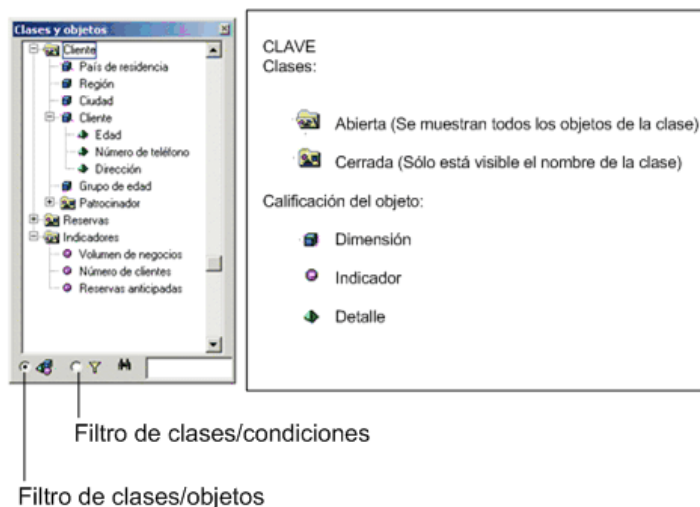 Clases y objetos
Cliente
País de residencia
Región
Ciudad
Cliente
Edad
Número de teléfono
Dirección
Grupo de edad
Patrocinador
Reservas
Indicadores
Volumen de negocios
Número de clientes
Reservas anticipadas
CLAVE
Clases:
Abierta (Se muestran todos los objetos de la clase)
Cerrada (Sólo está visible el nombre de la clase)
Calificación del objeto:
Dimensión
Indicador
Detalle
Filtro de clases/condiciones
Filtro de clases/objetos